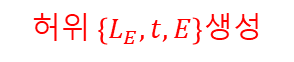 허위 {L_E, t, E}생성